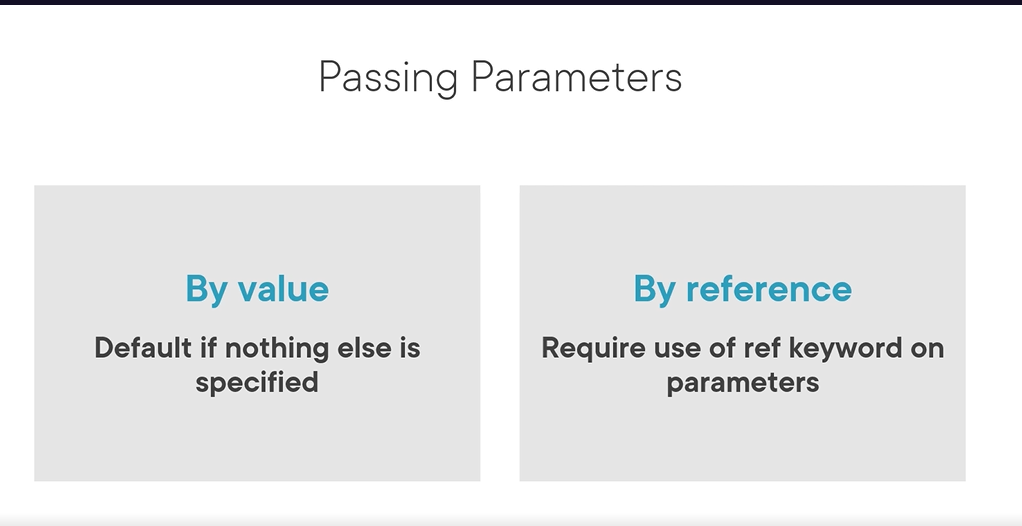 Passing Parameters
By value
Default if nothing else is
specified
By reference
Require use of ref keyword on
parameters